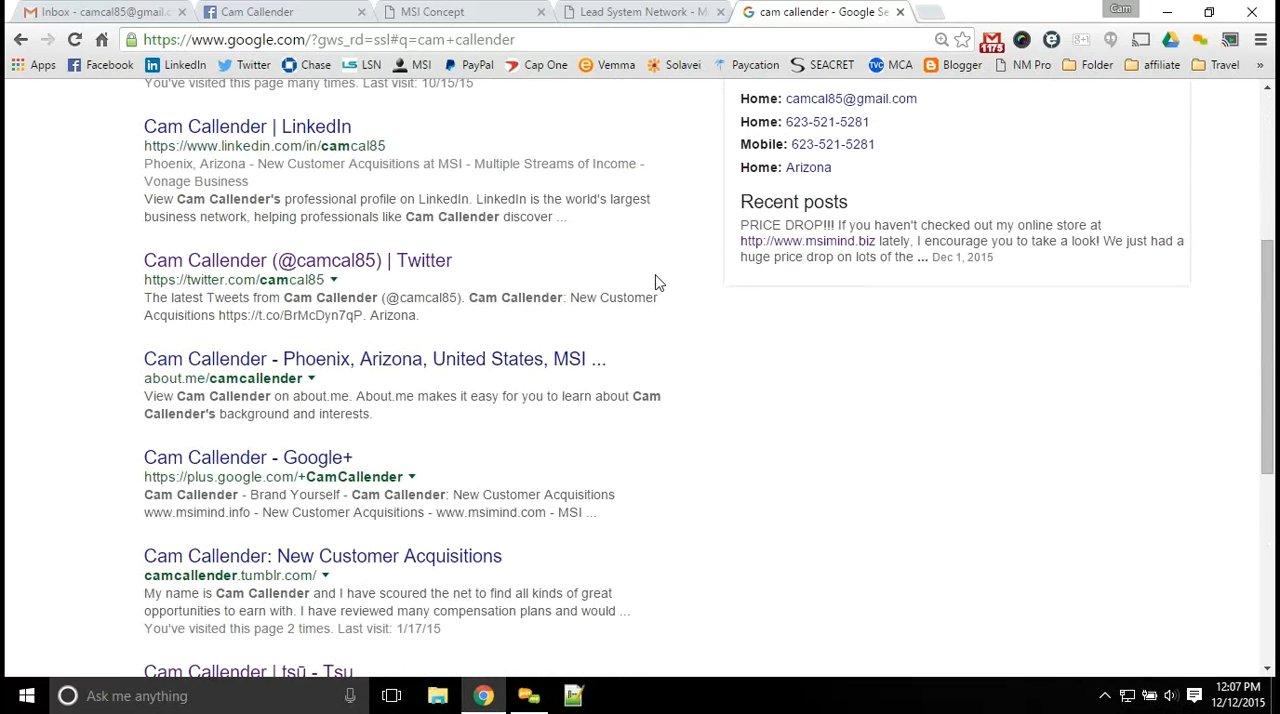 Inbox - camcal85@gmail.c
Cam Callender
MSI Concept
Lead System Network - M
cam callender - Google Se
Cam
https://www.google.com/?gws_rd=ssl#q=cam+callender
1175
Apps Facebook LinkedIn Twitter Chase LSN MSI PayPal Cap One Vemma Solavei Paycation SEACRET MCA Blogger NM Pro Folder affiliate Travel »
You've visited this page many times. Last visit: 10/15/15
Cam Callender | LinkedIn
https://www.linkedin.com/in/camcal85
Phoenix, Arizona - New Customer Acquisitions at MSI - Multiple Streams of Income -
Vonage Business
View Cam Callender's professional profile on LinkedIn. LinkedIn is the world's largest
business network, helping professionals like Cam Callender discover ...
Cam Callender (@camcal85) | Twitter
https://twitter.com/camcal85
The latest Tweets from Cam Callender (@camcal85). Cam Callender: New Customer
Acquisitions https://t.co/BrMcDyn7qP. Arizona.
Cam Callender - Phoenix, Arizona, United States, MSI ...
about.me/camcallender
View Cam Callender on about.me. About.me makes it easy for you to learn about Cam
Callender's background and interests.
Cam Callender - Google+
https://plus.google.com/+CamCallender
Cam Callender - Brand Yourself - Cam Callender: New Customer Acquisitions
www.msimind.info - New Customer Acquisitions - www.msimind.com - MSI ...
Cam Callender: New Customer Acquisitions
camcallender.tumblr.com/
My name is Cam Callender and I have scoured the net to find all kinds of great
opportunities to earn with. I have reviewed many compensation plans and would ...
You've visited this page 2 times. Last visit: 1/17/15
Cam Callender | tsū - Tsu
Home: camcal85@gmail.com
Home: 623-521-5281
Mobile: 623-521-5281
Home: Arizona
Recent posts
PRICE DROP!!! If you haven't checked out my online store at
http://www.msimind.biz lately, I encourage you to take a look! We just had a
huge price drop on lots of the ... Dec 1, 2015
Ask me anything
12:07 PM
12/12/2015